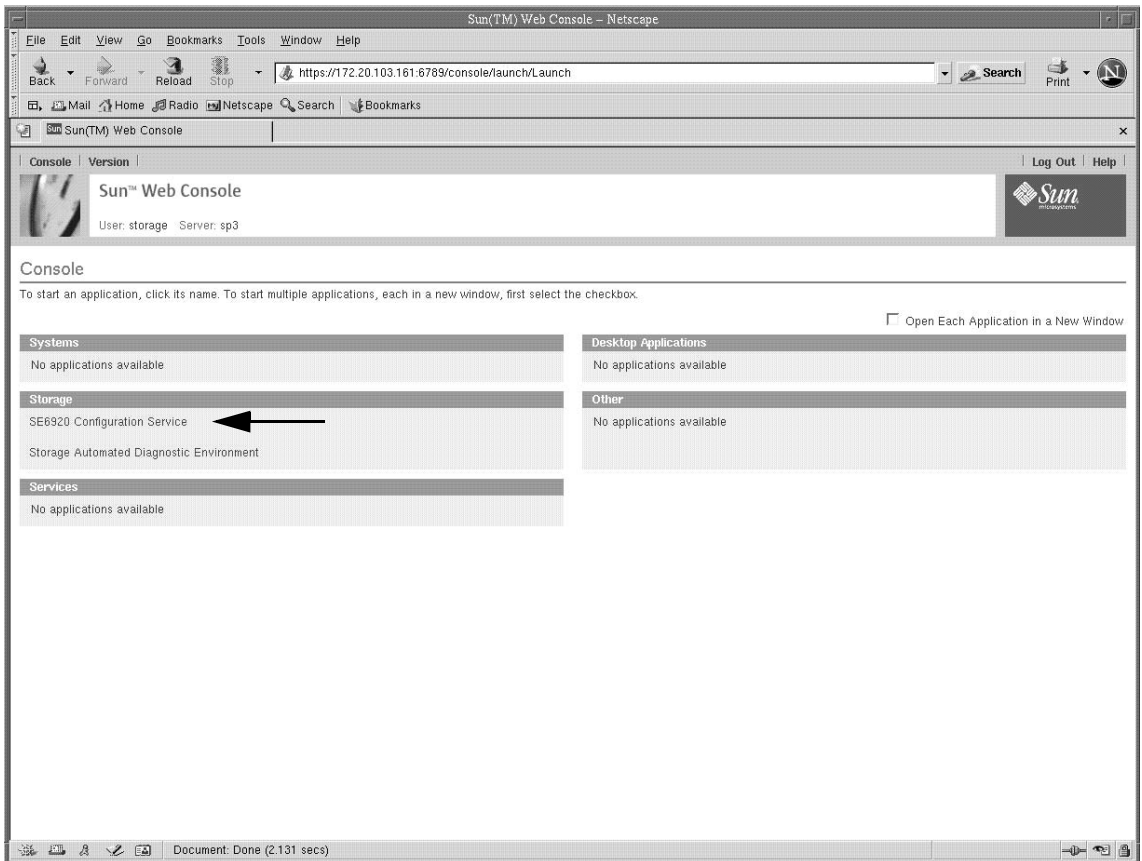 Sun(TM) Web Console – Netscape
File Edit View Go Bookmarks Tools Window Help
Back Forward Reload Stop https://172.20.103.161:6789/console/launch/Launch Search Print N
Mail Home Radio Netscape Search Bookmarks
Sun Sun(TM) Web Console x
Console Version Log Out Help
Sun™ Web Console
User: storage Server: sp3
Sun
microsystems
Console
To start an application, click its name. To start multiple applications, each in a new window, first select the checkbox.
Open Each Application in a New Window
Systems
No applications available
Desktop Applications
No applications available
Storage
SE6920 Configuration Service
Storage Automated Diagnostic Environment
Other
No applications available
Services
No applications available
Document: Done (2.131 secs)